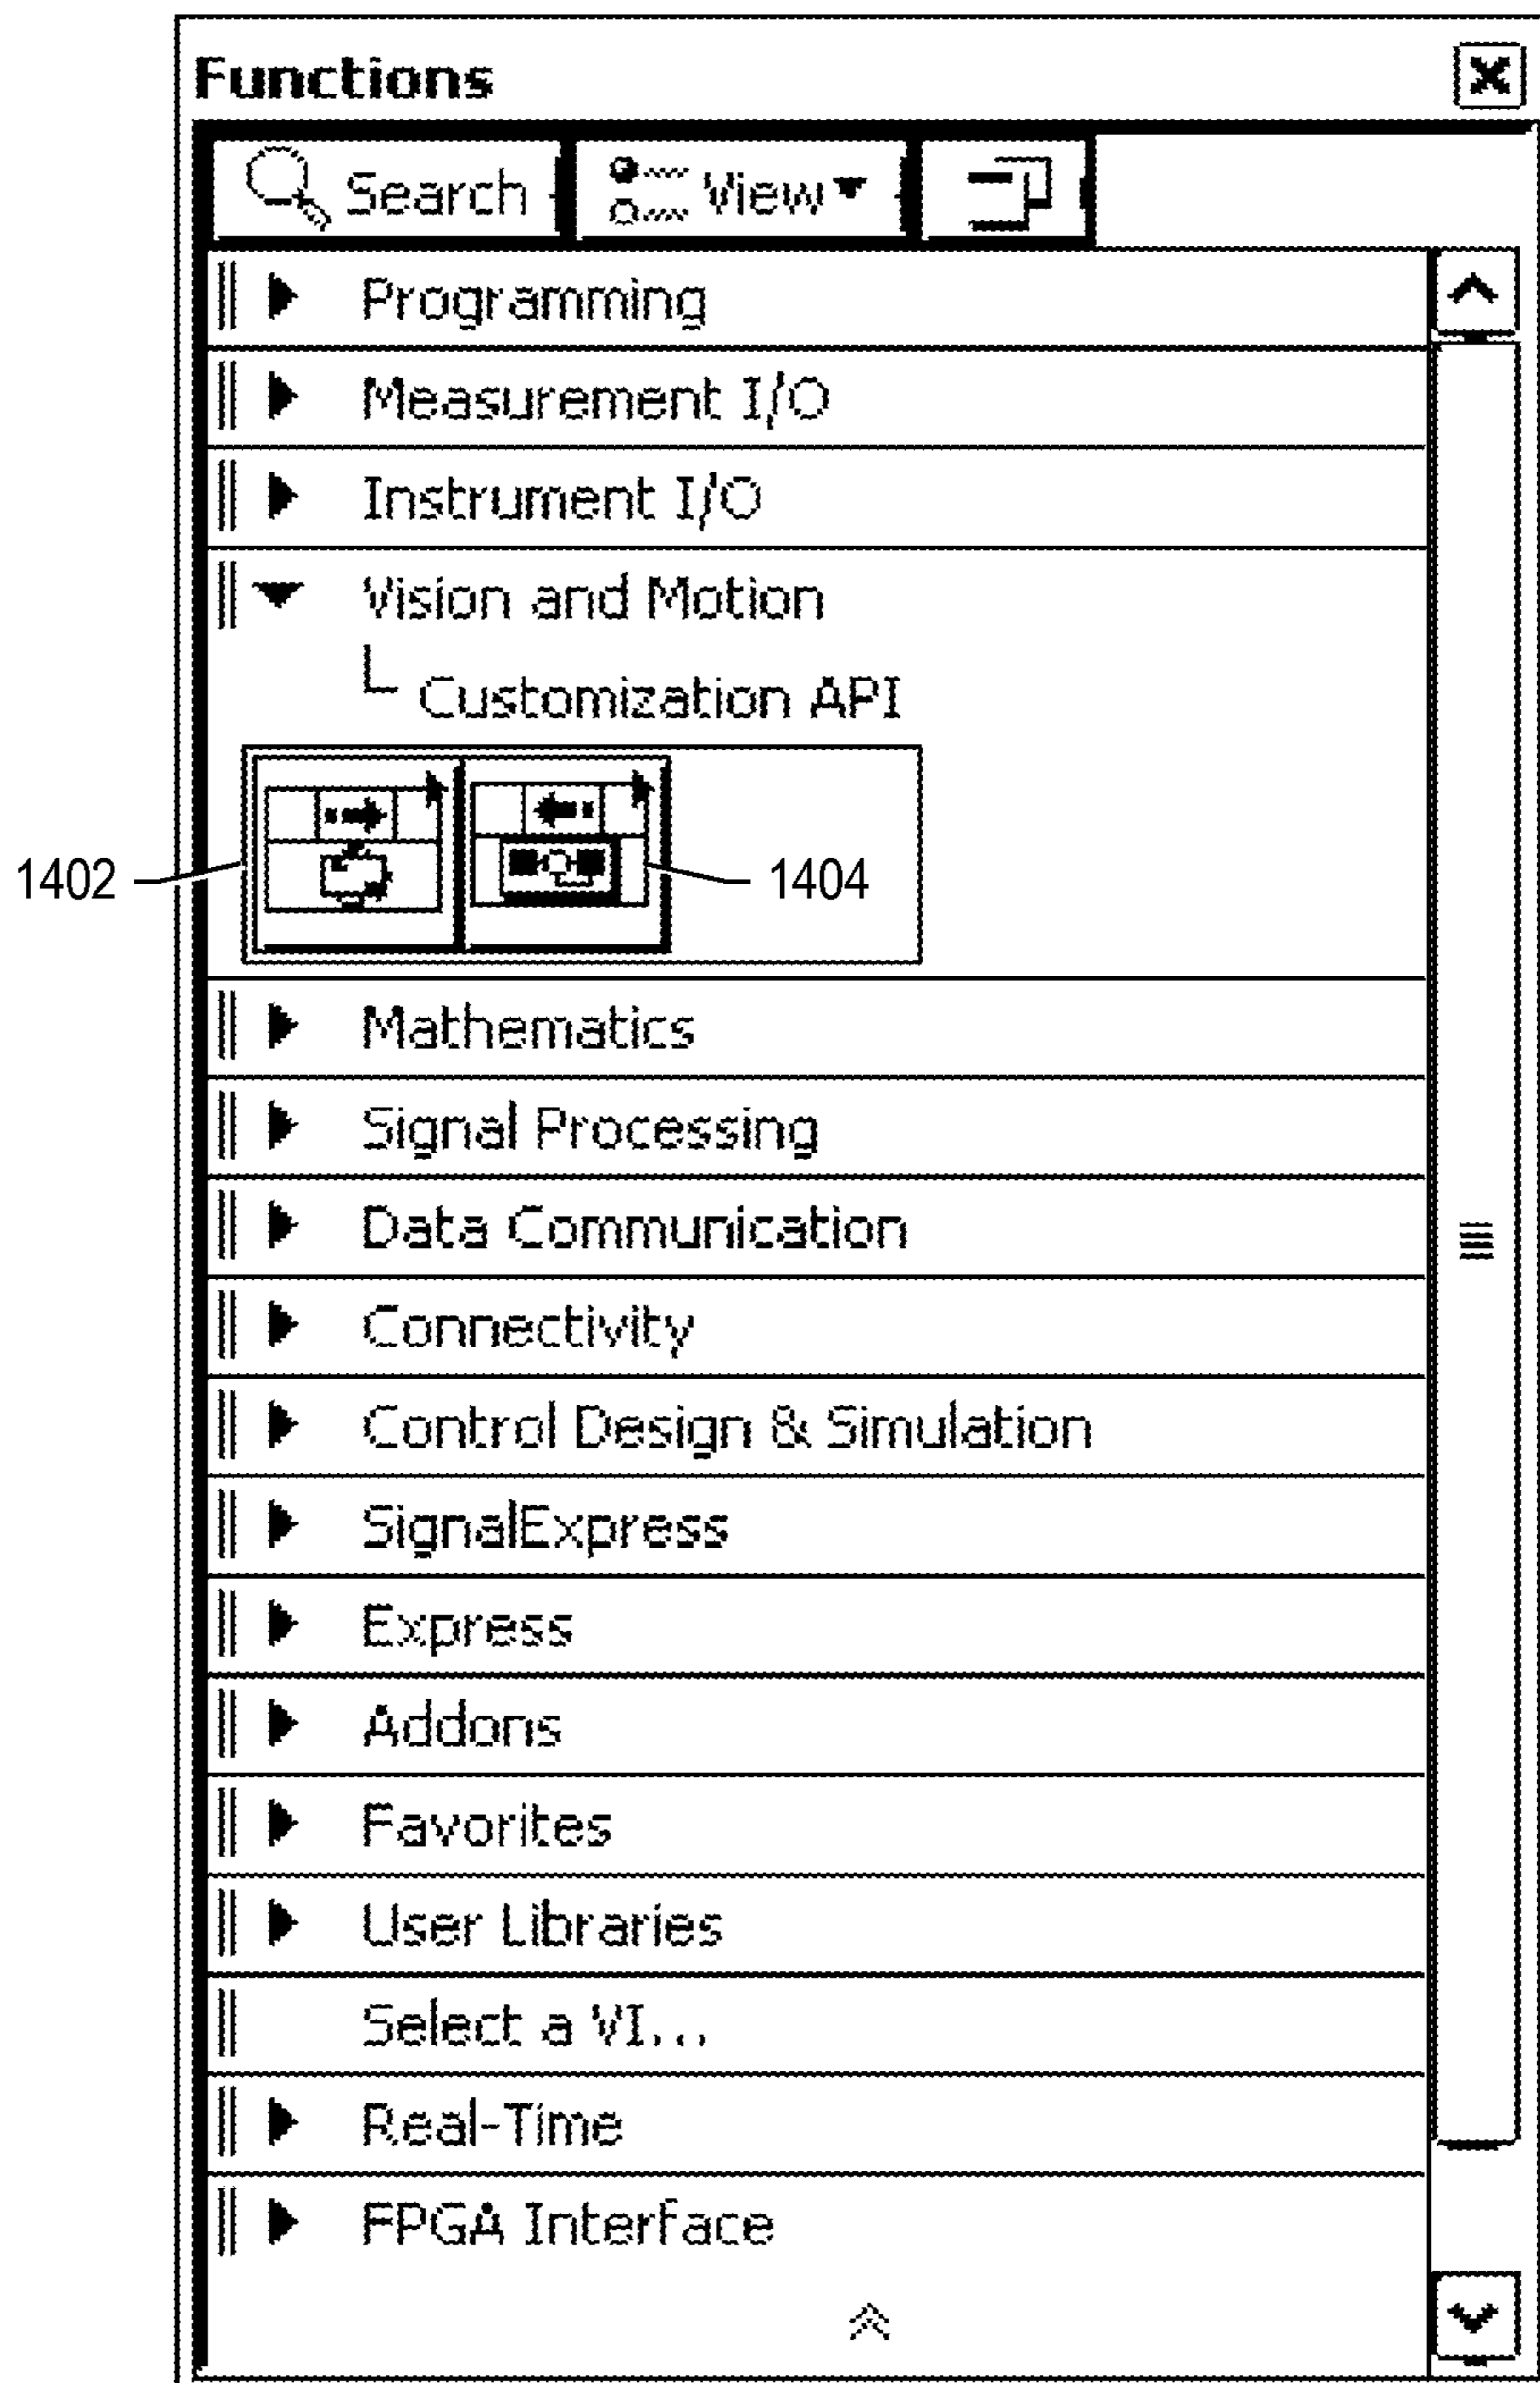 Functions
Search View
Programming
Measurement I/O
Instrument I/O
Vision and Motion
Customization API
1402 1404
Mathematics
Signal Processing
Data Communication
Connectivity
Control Design & Simulation
SignalExpress
Express
Addons
Favorites
User Libraries
Select a VI...
Real-Time
FPGA Interface